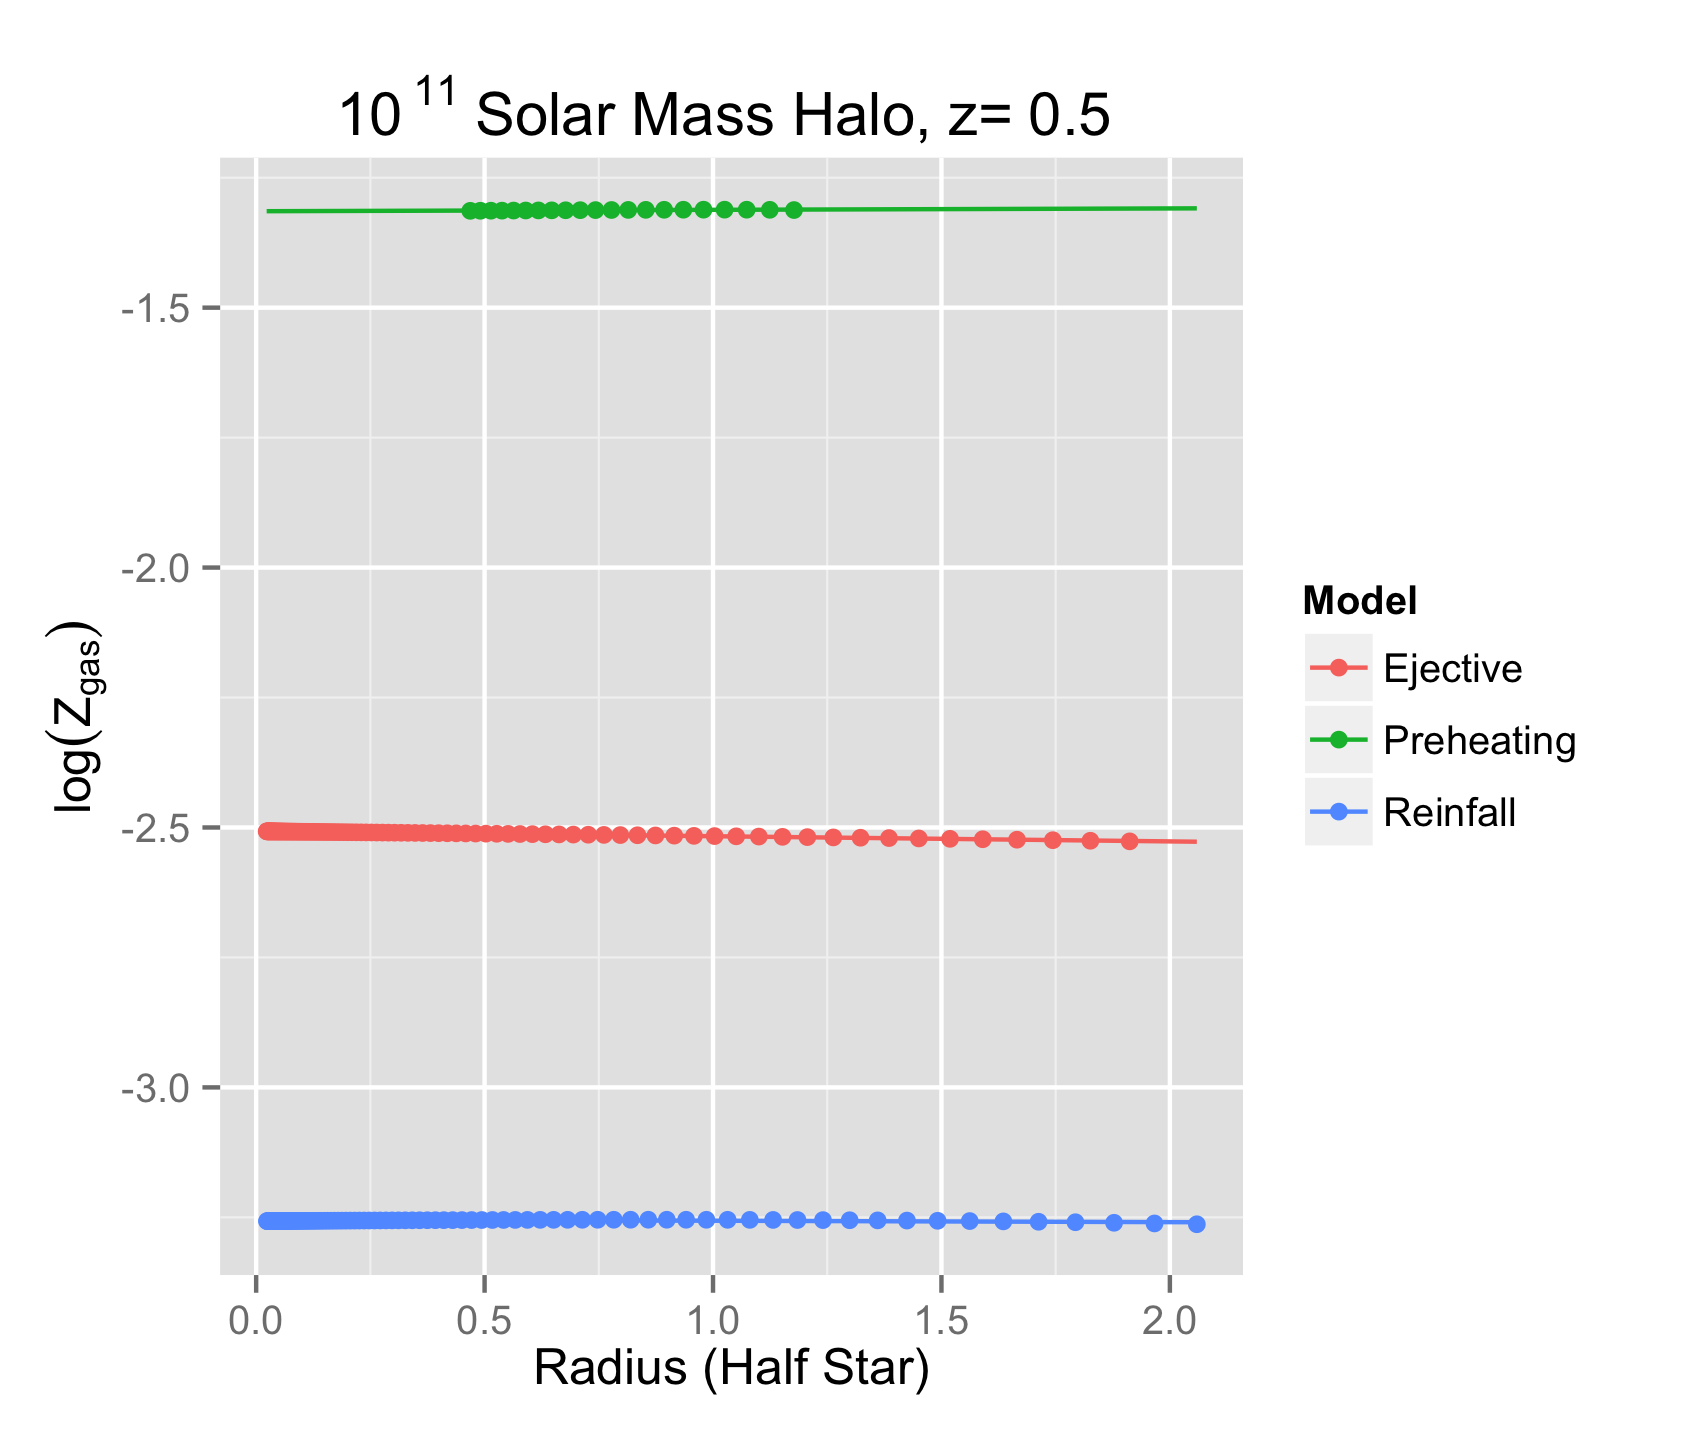 10 11 Solar Mass Halo, z= 0.5
-1.5
-2.0
-2.5
-3.0
log(Zgas)
0.0 0.5 1.0 1.5 2.0
Radius (Half Star)
Model
Ejective
Preheating
Reinfall